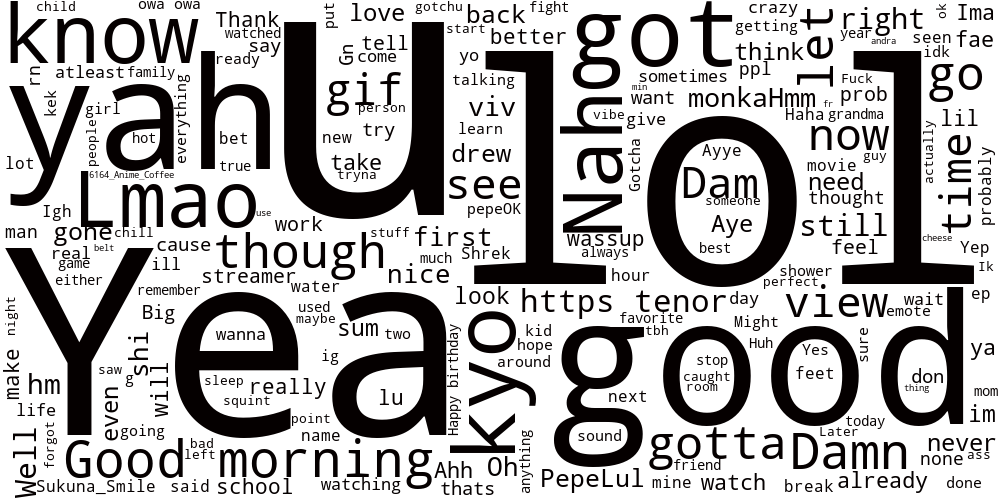 child
owa owa
know
Thank
watched
say
ready
put
love
Gn
tell
come
gotchu
back
fight
start
better
got
crazy
getting
think
ppl
let
right
year
andra
seen
ok
Ima
fae
idk
go
rn
atleast
family
kek
yah
girl
people
everything
hot
bet
true
u
gif
person
new
try
take
tryna
yo
talking
viv
learn
drew
see
pepeOK
lol
Nah
sometimes
min
want
monkaHmm
vibe
give
Gotcha
Fuck
prob
fr
Haha
grandma
now
guy
movie
need
thought
still
feel
Ayye
Dam
someone
Aye
best
actually
lil
time
probably
cheese
Yep
Ik
lot
6164_Anime_Coffee
Lmao
use
Igh
man
gone
chill
real
belt
game
either
cause
ill
though
work
stuff
first
much
Shrek
streamer
water
nice
wassup
always
hour
shower
perfect
remember
Big
used
maybe
sum
two
look
https
tenor
day
view
wait
emote
ep
night
make
Yea
wanna
ig
sleep
squint
really
lu
point
name
Happy birthday
kyo
kid
hope
around
favorite
tbh
Might
Huh
good
Yes
feet
stop
caught
room
sure
don
thing
ya
mom
im
shi
saw
g
will
even
hm
life
forgot
Well
going
Good
bad
left
morning
Sukuna_Smile
said
school
watching
Ahh
thats
Oh
anything
next
sound
PepeLul
gotta
friend
mine
watch
Damn
Later
today
break
already
never
none
ass
done